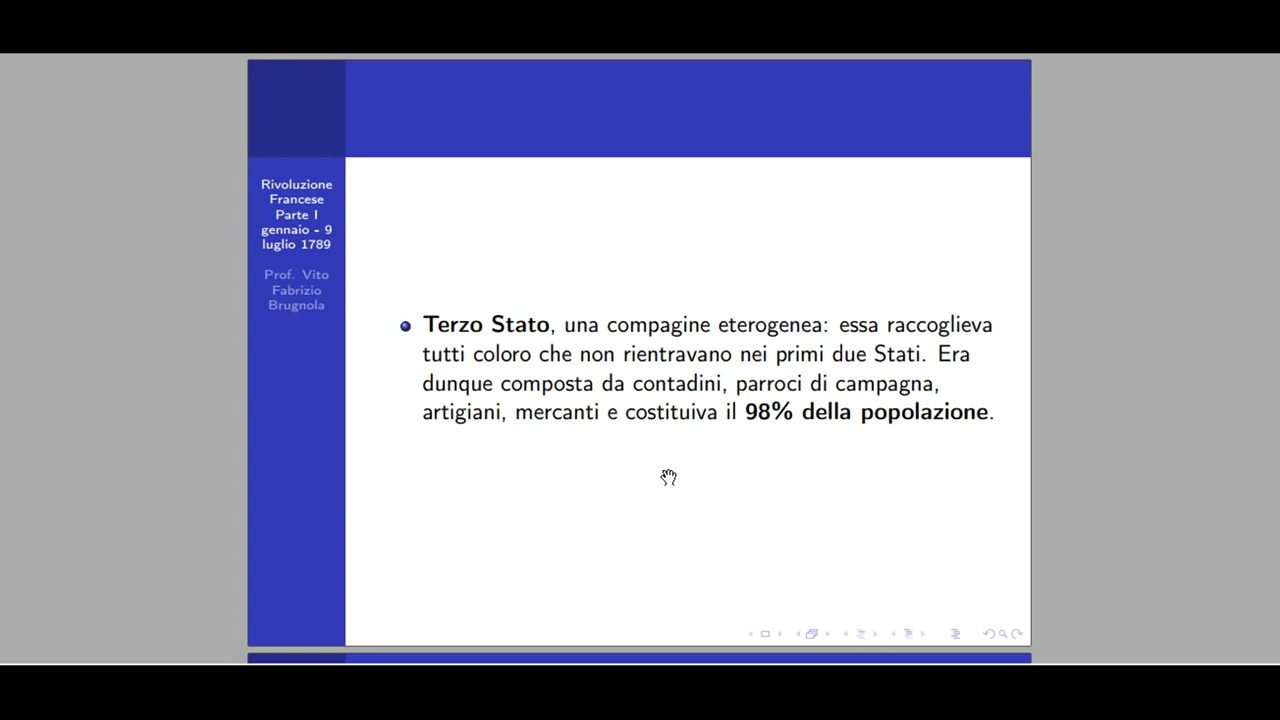 Rivoluzione
Francese
Parte I
gennaio - 9
luglio 1789
Prof. Vito
Fabrizio
Brugnola
Terzo Stato, una compagine eterogenea: essa raccoglieva
tutti coloro che non rientravano nei primi due Stati. Era
dunque composta da contadini, parroci di campagna,
artigiani, mercanti e costituiva il 98% della popolazione.